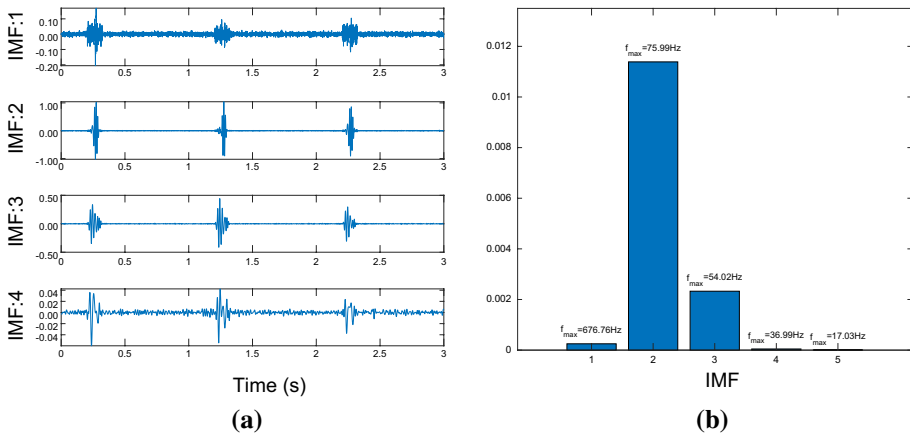 IMF:1
0.10
0.00
-0.10
-0.20
0 0.5 1 1.5 2 2.5 3
IMF:2
1.00
0.00
-1.00
0 0.5 1 1.5 2 2.5 3
IMF:3
0.50
0.00
-0.50
0 0.5 1 1.5 2 2.5 3
IMF:4
0.04
0.02
0.00
-0.02
-0.04
0 0.5 1 1.5 2 2.5 3
Time (s)
(a)
0.012
0.01
0.008
0.006
0.004
0.002
0
fmax=676.76Hz
fmax=75.99Hz
fmax=54.02Hz
fmax=36.99Hz
fmax=17.03Hz
1 2 3 4 5
IMF
(b)